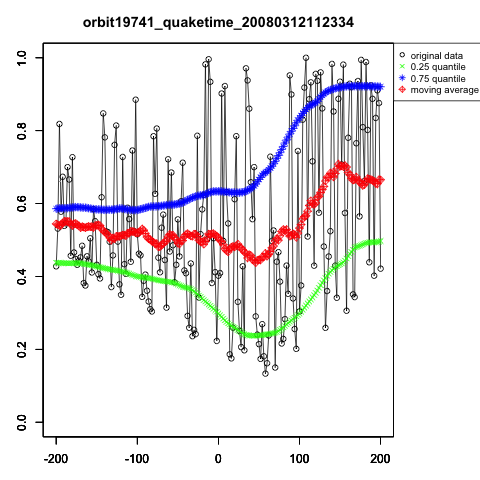 orbit19741_quaketime_20080312112334
original data
0.25 quantile
0.75 quantile
moving average
1.0
0.8
0.6
0.4
0.2
0.0
-200 -100 0 100 200